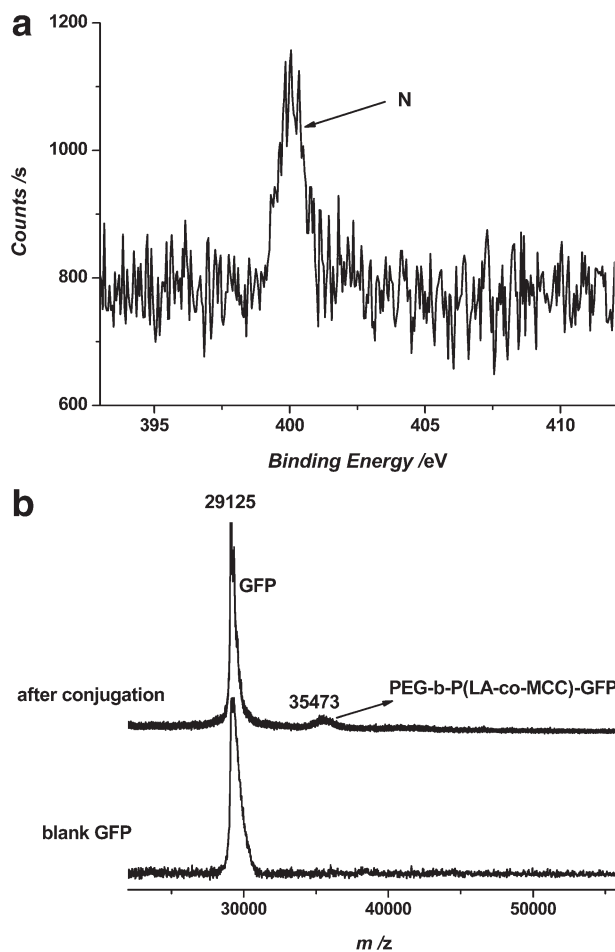 a
1200
1000
800
600
Counts /s
N
395 400 405 410
Binding Energy /eV
b
29125
GFP
after conjugation
35473
PEG-b-P(LA-co-MCC)-GFP
blank GFP
30000 40000 50000
m /z